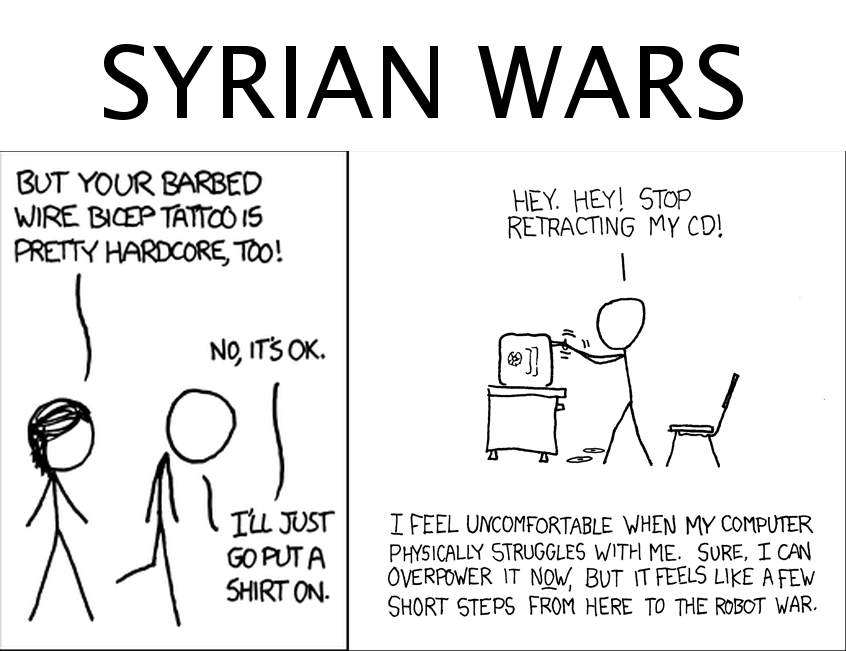 SYRIAN WARS
BUT YOUR BARBED
WIRE BICEP TATTOO IS
PRETTY HARDCORE, TOO!
NO, IT'S OK.
I'LL JUST
GO PUT A
SHIRT ON.
HEY. HEY! STOP
RETRACTING MY CD!
I FEEL UNCOMFORTABLE WHEN MY COMPUTER
PHYSICALLY STRUGGLES WITH ME. SURE, I CAN
OVERPOWER IT NOW, BUT IT FEELS LIKE A FEW
SHORT STEPS FROM HERE TO THE ROBOT WAR.